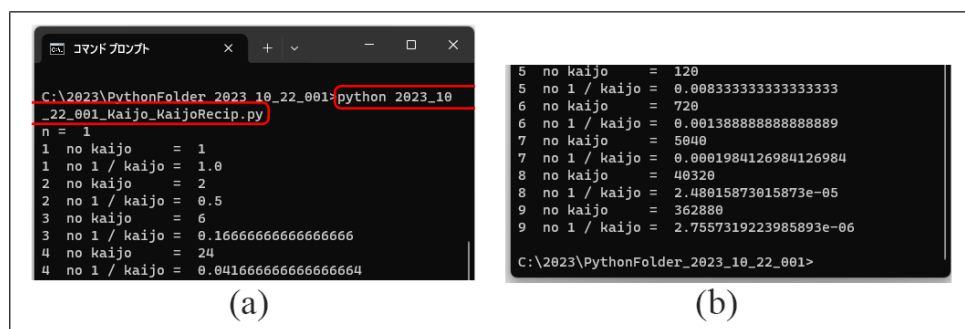 コマンド プロンプト
C:\2023\PythonFolder_2023_10_22_001>python 2023_10
_22_001_Kaijo_KaijoRecip.py
n =  1
1  no kaijo     =  1
1  no 1 / kaijo =  1.0
2  no kaijo     =  2
2  no 1 / kaijo =  0.5
3  no kaijo     =  6
3  no 1 / kaijo =  0.16666666666666666
4  no kaijo     =  24
4  no 1 / kaijo =  0.041666666666666664
(a)
5  no kaijo     =  120
5  no 1 / kaijo =  0.008333333333333333
6  no kaijo     =  720
6  no 1 / kaijo =  0.001388888888888889
7  no kaijo     =  5040
7  no 1 / kaijo =  0.0001984126984126984
8  no kaijo     =  40320
8  no 1 / kaijo =  2.48015873015873e-05
9  no kaijo     =  362880
9  no 1 / kaijo =  2.7557319223985893e-06
C:\2023\PythonFolder_2023_10_22_001>
(b)